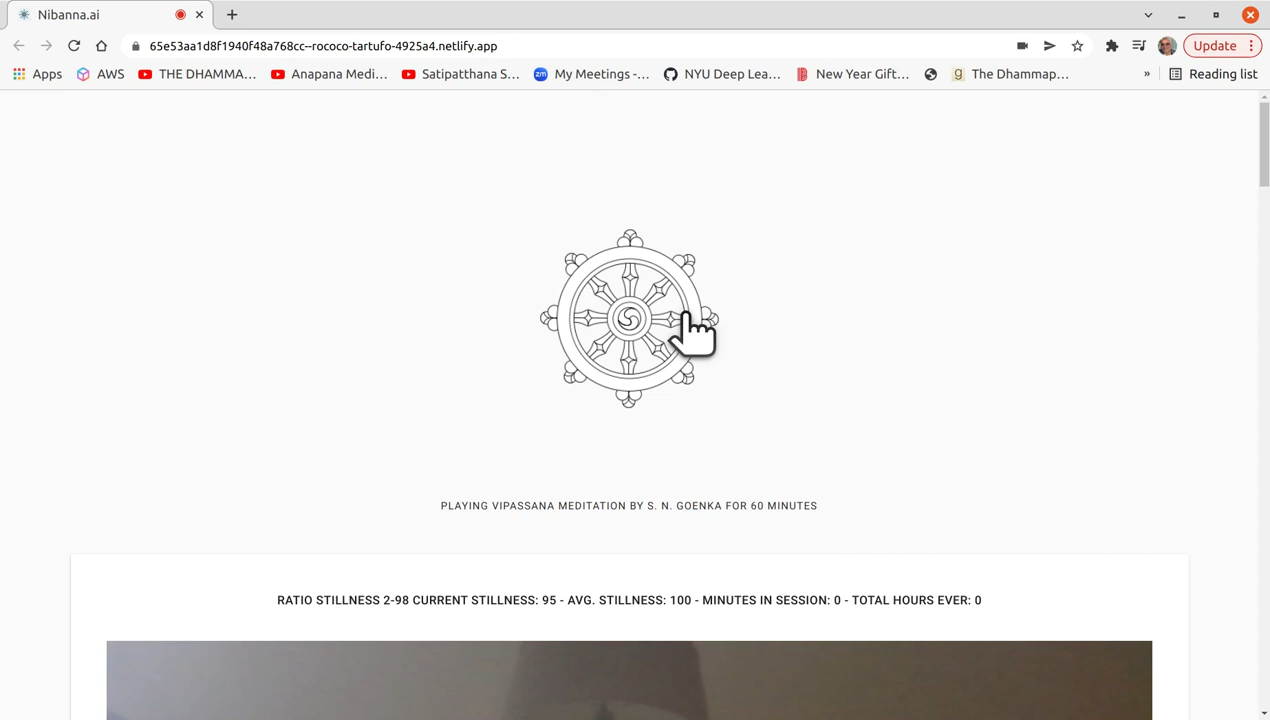 Nibanna.ai
65e53aa1d8f1940f48a768cc--rococo-tartufo-4925a4.netlify.app
Update
Apps
AWS
THE DHAMMA...
Anapana Medi...
Satipatthana S...
My Meetings -...
NYU Deep Lea...
New Year Gift...
The Dhammap...
»
Reading list
PLAYING VIPASSANA MEDITATION BY S. N. GOENKA FOR 60 MINUTES
RATIO STILLNESS 2-98 CURRENT STILLNESS: 95 - AVG. STILLNESS: 100 - MINUTES IN SESSION: 0 - TOTAL HOURS EVER: 0